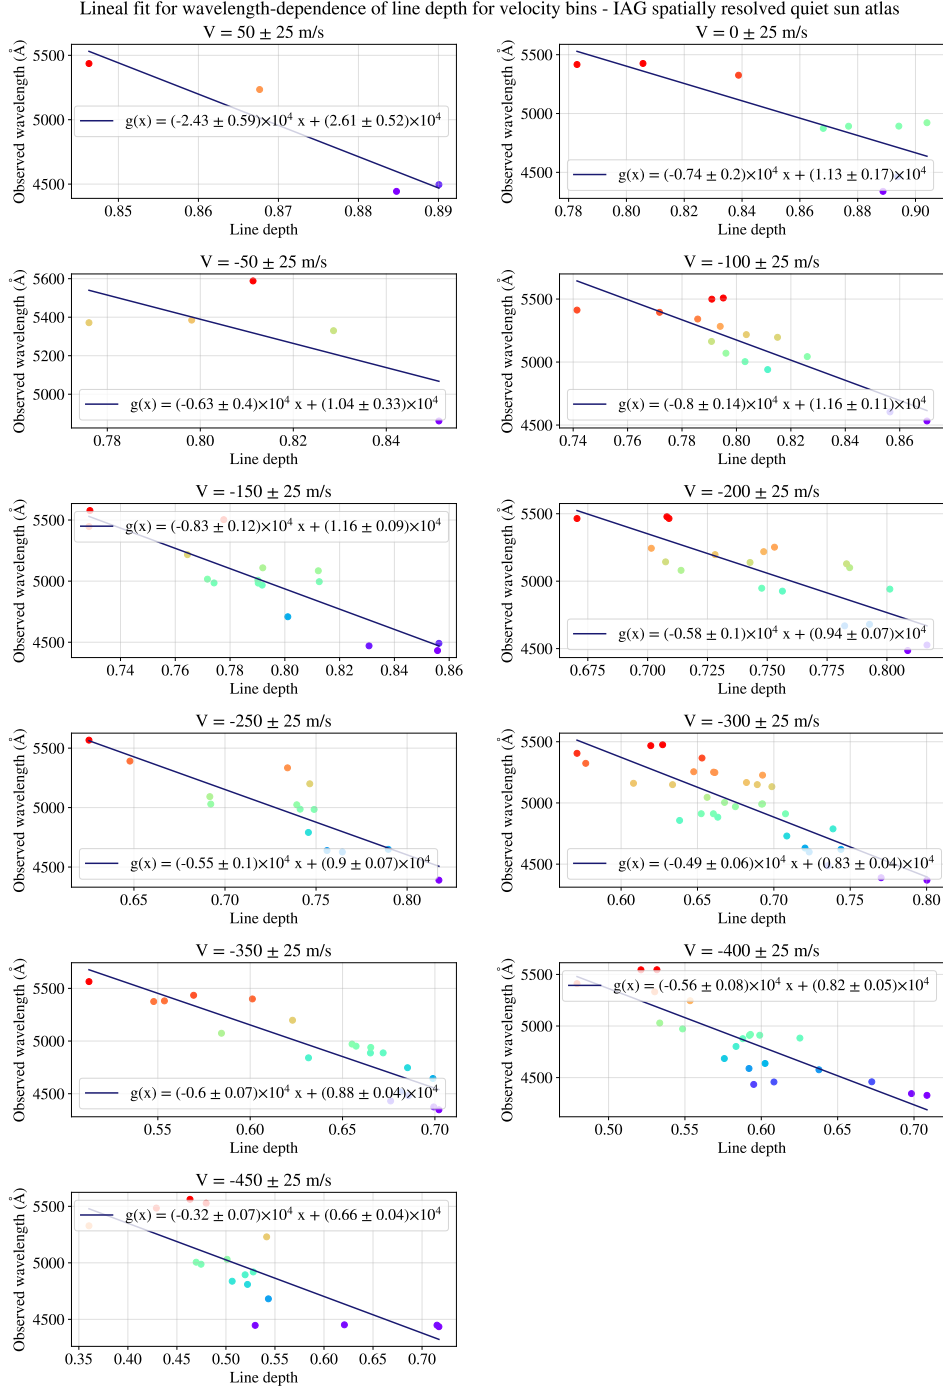 Lineal fit for wavelength-dependence of line depth for velocity bins - IAG spatially resolved quiet sun atlas
V = 50 ± 25 m/s
Observed wavelength (Å)
5500
5000
4500
g(x) = (-2.43 ± 0.59)×10⁴ x + (2.61 ± 0.52)×10⁴
0.85 0.86 0.87 0.88 0.89
Line depth
V = 0 ± 25 m/s
Observed wavelength (Å)
5500
5000
4500
g(x) = (-0.74 ± 0.2)×10⁴ x + (1.13 ± 0.17)×10⁴
0.78 0.80 0.82 0.84 0.86 0.88 0.90
Line depth
V = -50 ± 25 m/s
Observed wavelength (Å)
5600
5400
5200
5000
g(x) = (-0.63 ± 0.4)×10⁴ x + (1.04 ± 0.33)×10⁴
0.78 0.80 0.82 0.84
Line depth
V = -100 ± 25 m/s
Observed wavelength (Å)
5500
5000
4500
g(x) = (-0.8 ± 0.14)×10⁴ x + (1.16 ± 0.11)×10⁴
0.74 0.76 0.78 0.80 0.82 0.84 0.86
Line depth
V = -150 ± 25 m/s
Observed wavelength (Å)
5500
5000
4500
g(x) = (-0.83 ± 0.12)×10⁴ x + (1.16 ± 0.09)×10⁴
0.74 0.76 0.78 0.80 0.82 0.84 0.86
Line depth
V = -200 ± 25 m/s
Observed wavelength (Å)
5500
5000
4500
g(x) = (-0.58 ± 0.1)×10⁴ x + (0.94 ± 0.07)×10⁴
0.675 0.700 0.725 0.750 0.775 0.800
Line depth
V = -250 ± 25 m/s
Observed wavelength (Å)
5500
5000
4500
g(x) = (-0.55 ± 0.1)×10⁴ x + (0.9 ± 0.07)×10⁴
0.65 0.70 0.75 0.80
Line depth
V = -300 ± 25 m/s
Observed wavelength (Å)
5500
5000
4500
g(x) = (-0.49 ± 0.06)×10⁴ x + (0.83 ± 0.04)×10⁴
0.60 0.65 0.70 0.75 0.80
Line depth
V = -350 ± 25 m/s
Observed wavelength (Å)
5500
5000
4500
g(x) = (-0.6 ± 0.07)×10⁴ x + (0.88 ± 0.04)×10⁴
0.55 0.60 0.65 0.70
Line depth
V = -400 ± 25 m/s
Observed wavelength (Å)
5500
5000
4500
g(x) = (-0.56 ± 0.08)×10⁴ x + (0.82 ± 0.05)×10⁴
0.50 0.55 0.60 0.65 0.70
Line depth
V = -450 ± 25 m/s
Observed wavelength (Å)
5500
5000
4500
g(x) = (-0.32 ± 0.07)×10⁴ x + (0.66 ± 0.04)×10⁴
0.35 0.40 0.45 0.50 0.55 0.60 0.65 0.70
Line depth